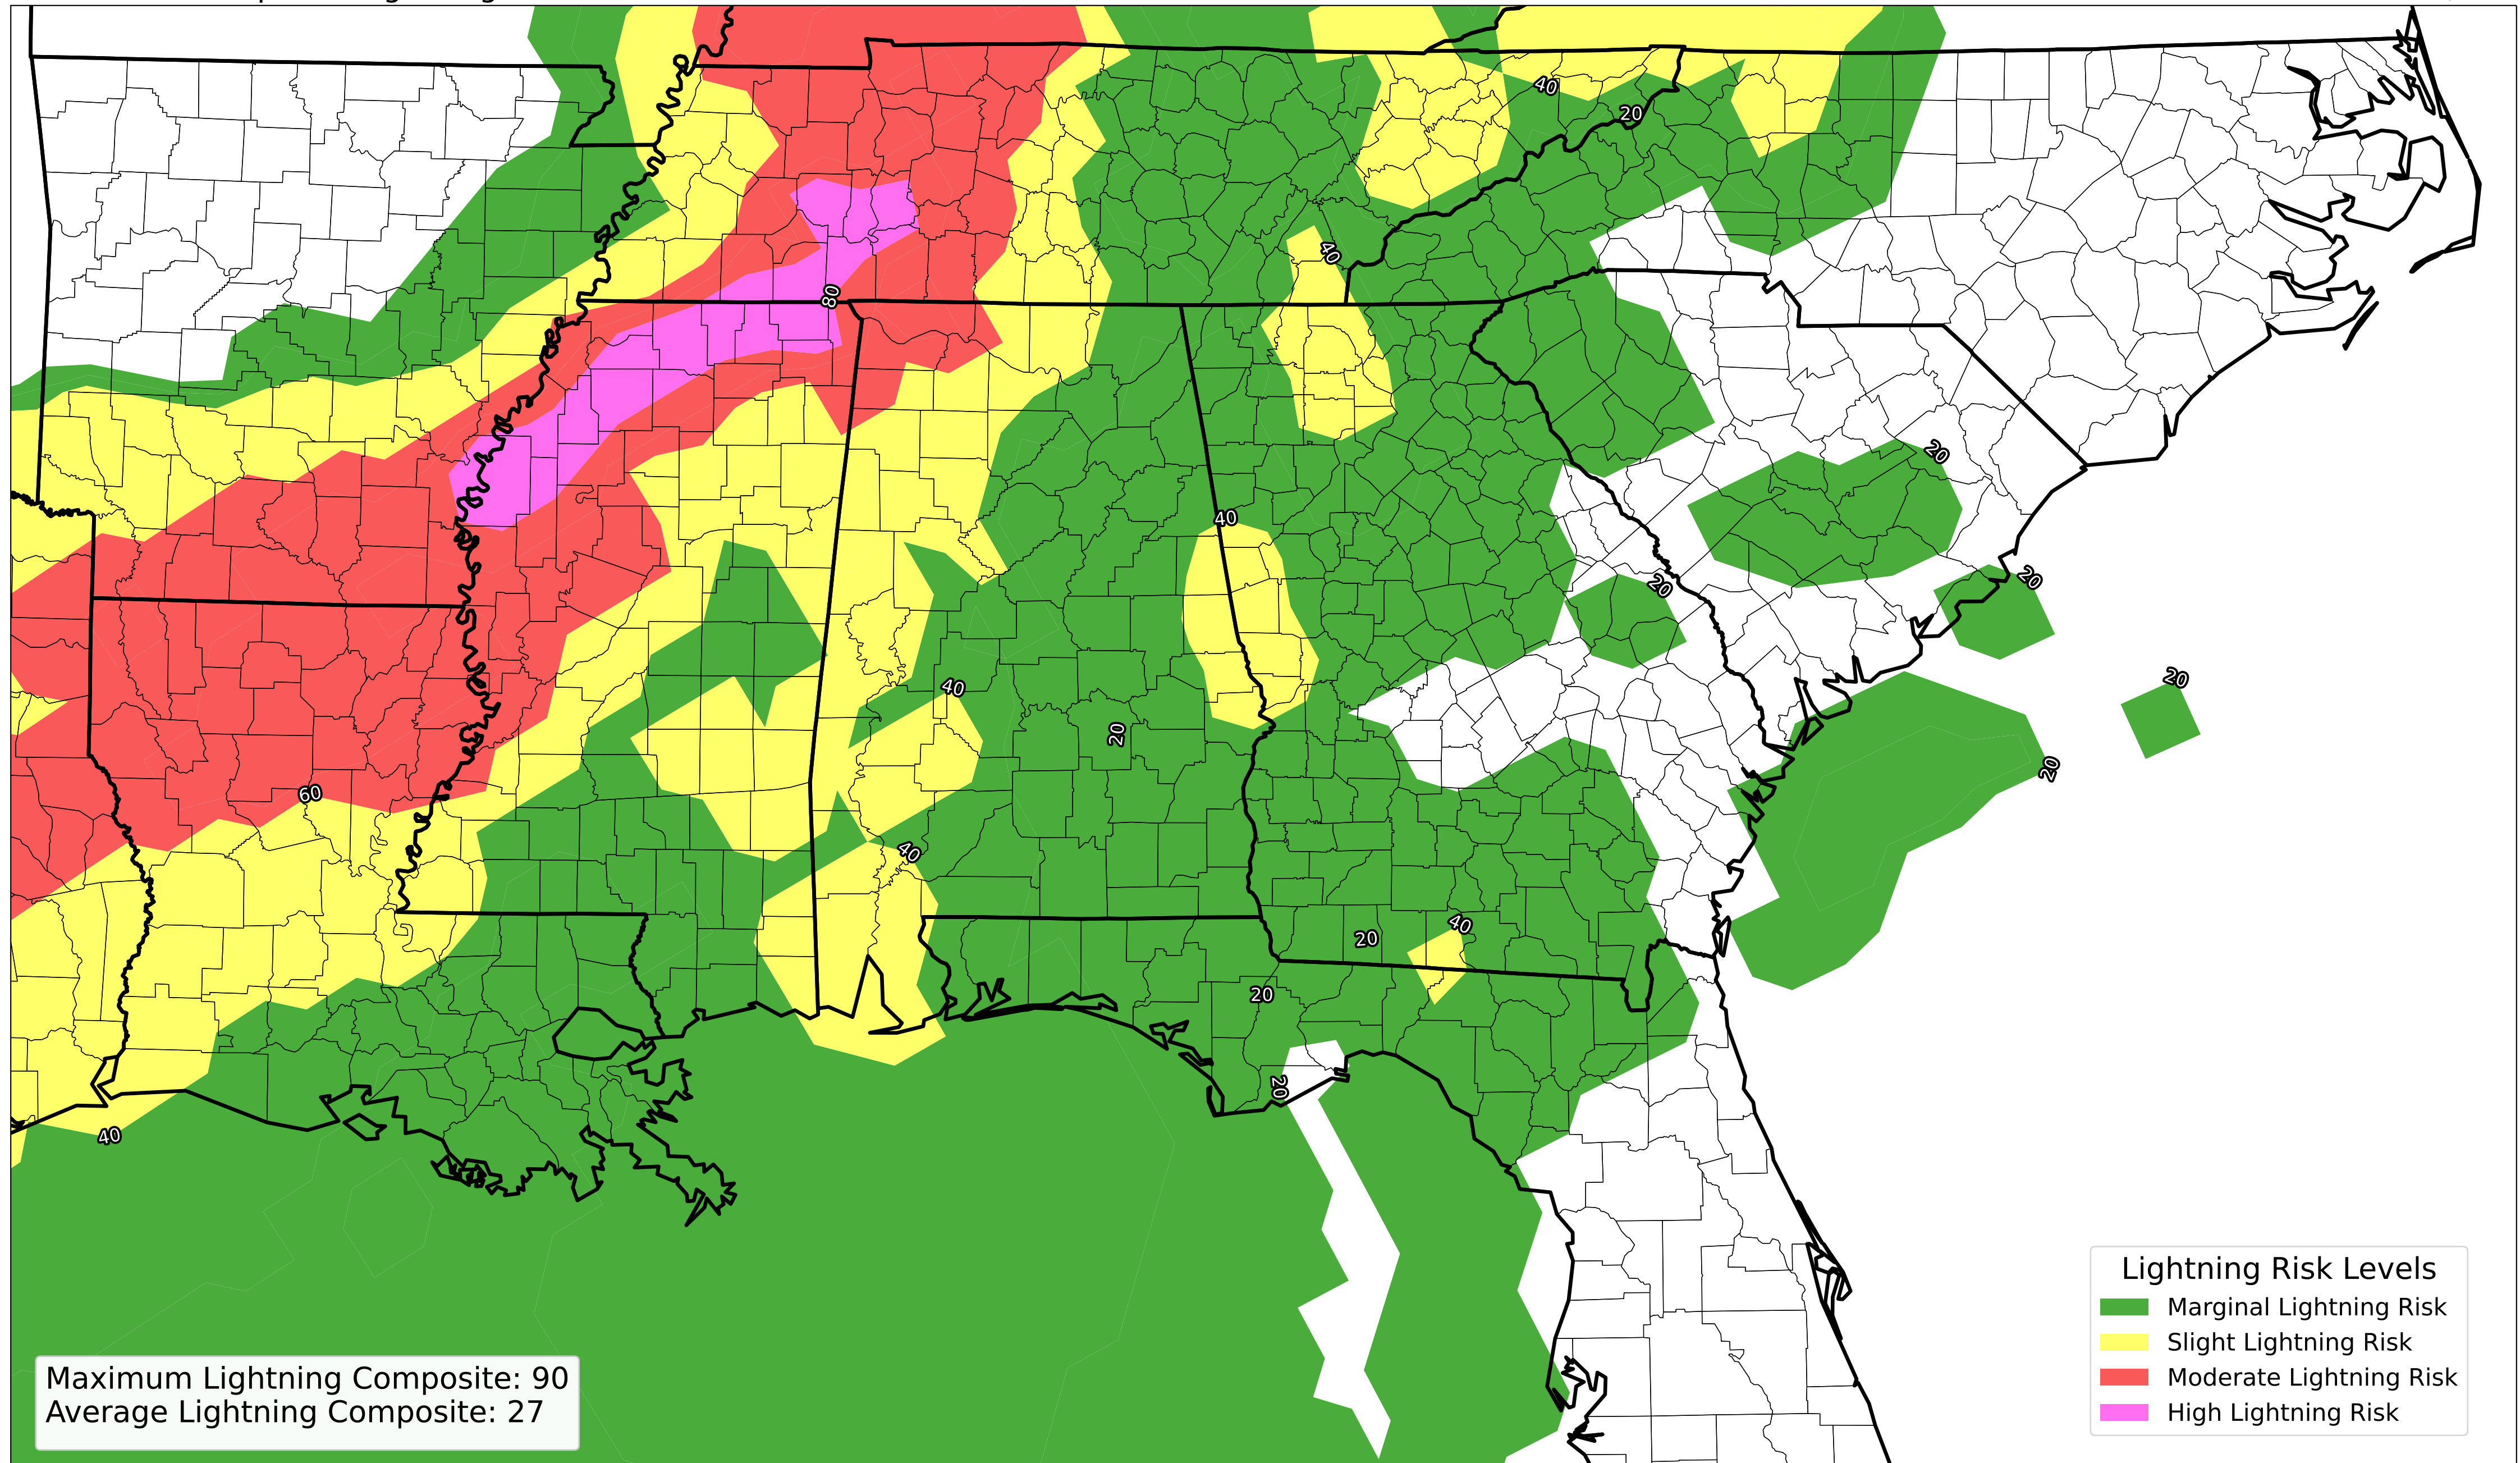 40
20
40
80
20
40
20
20
40
20
20
20
60
40
40
20
20
20
40
Lightning Risk Levels
Marginal Lightning Risk
Slight Lightning Risk
Moderate Lightning Risk
High Lightning Risk
Maximum Lightning Composite: 90
Average Lightning Composite: 27